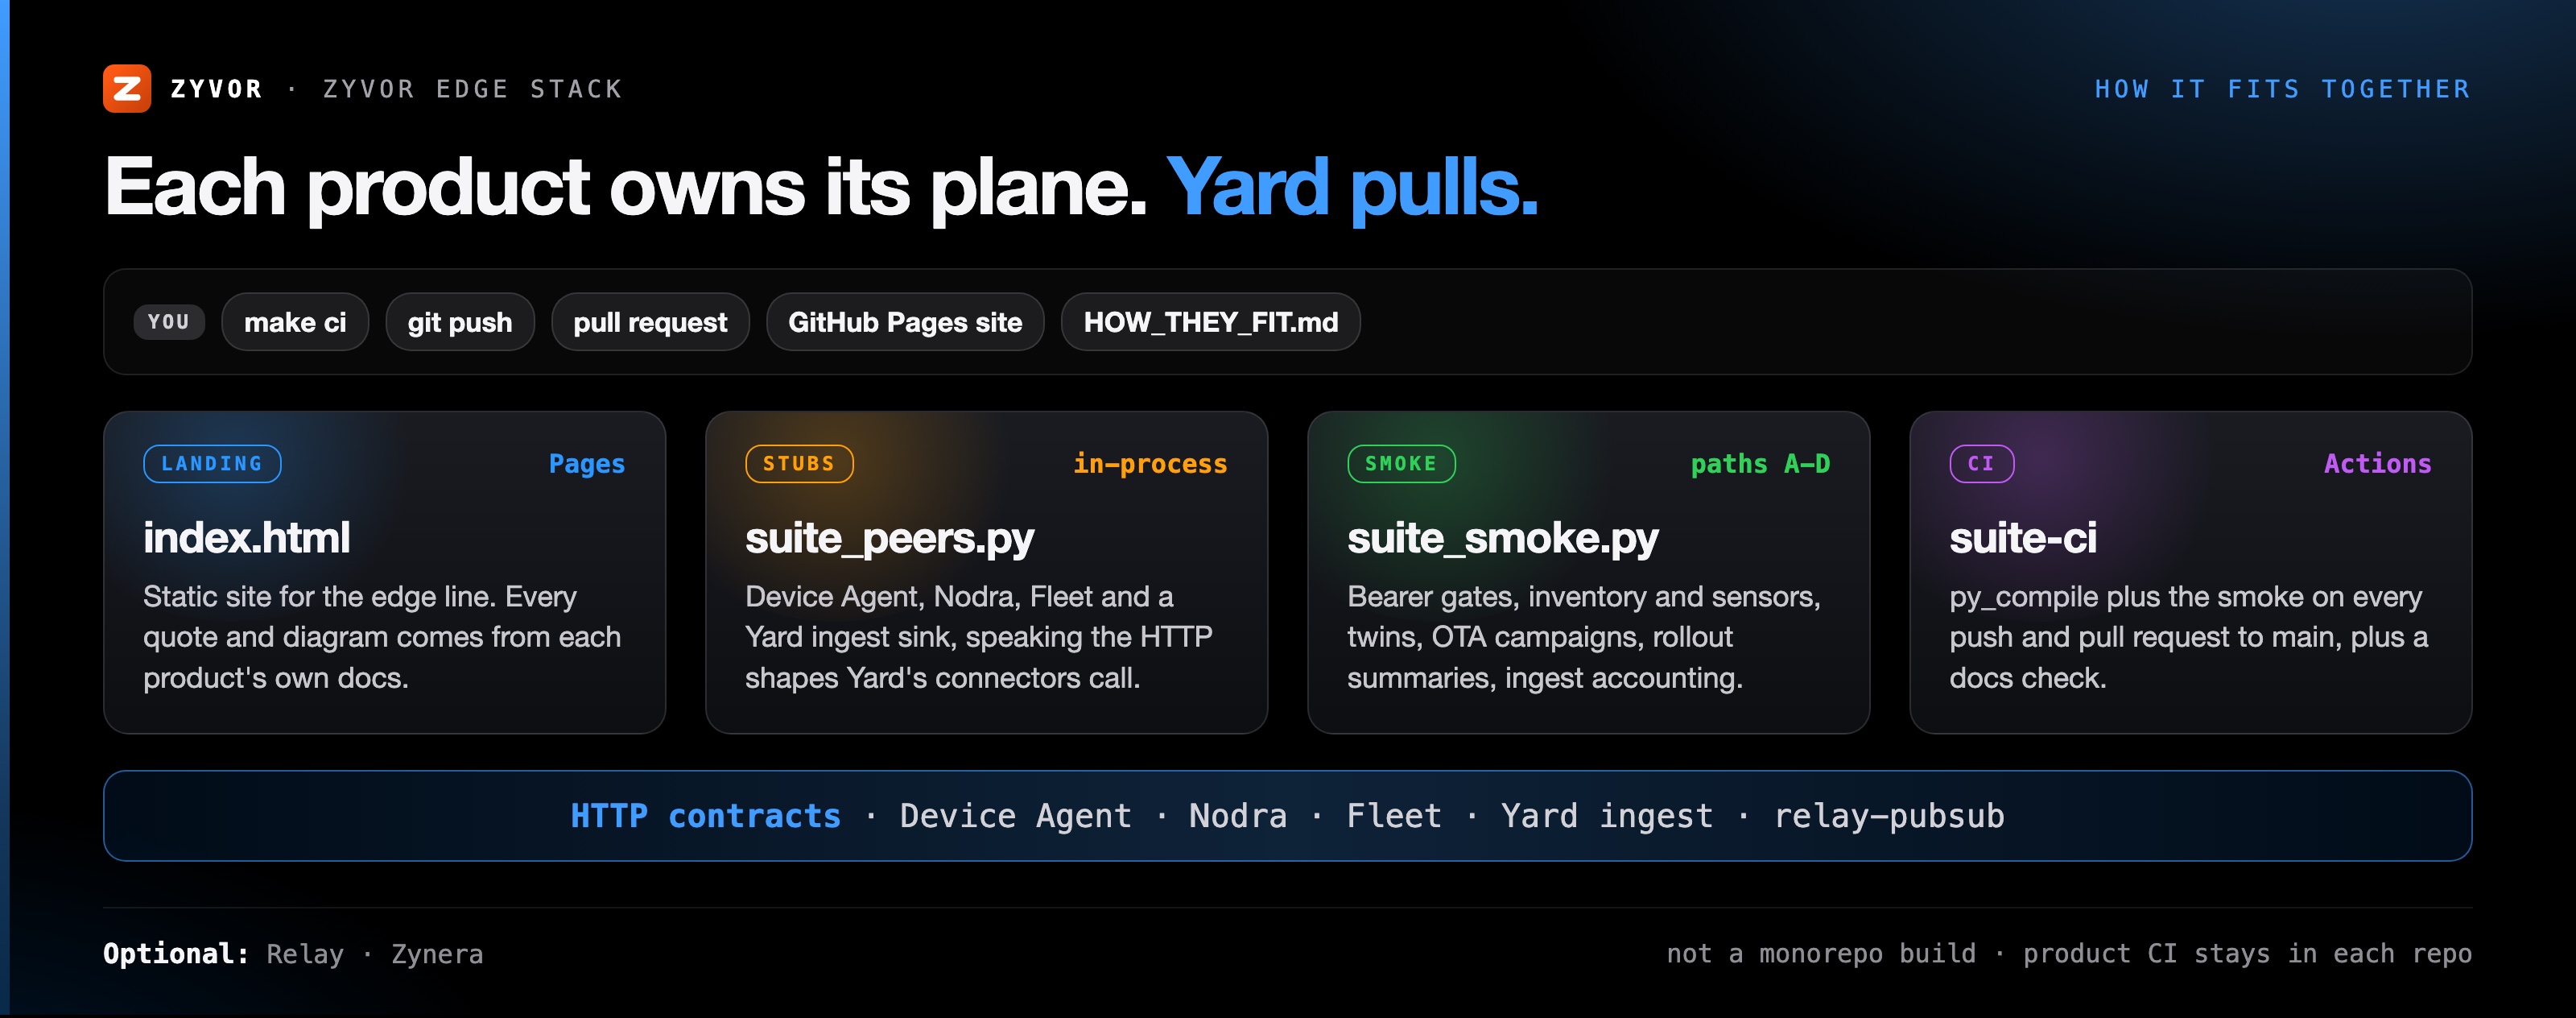 ZYVOR · ZYVOR EDGE STACK
HOW IT FITS TOGETHER
Each product owns its plane. Yard pulls.
YOU make ci git push pull request GitHub Pages site HOW_THEY_FIT.md
LANDING Pages
index.html
Static site for the edge line. Every
quote and diagram comes from each
product's own docs.
STUBS in-process
suite_peers.py
Device Agent, Nodra, Fleet and a
Yard ingest sink, speaking the HTTP
shapes Yard's connectors call.
SMOKE paths A-D
suite_smoke.py
Bearer gates, inventory and sensors,
twins, OTA campaigns, rollout
summaries, ingest accounting.
CI Actions
suite-ci
py_compile plus the smoke on every
push and pull request to main, plus a
docs check.
HTTP contracts · Device Agent · Nodra · Fleet · Yard ingest · relay-pubsub
Optional: Relay · Zynera
not a monorepo build · product CI stays in each repo